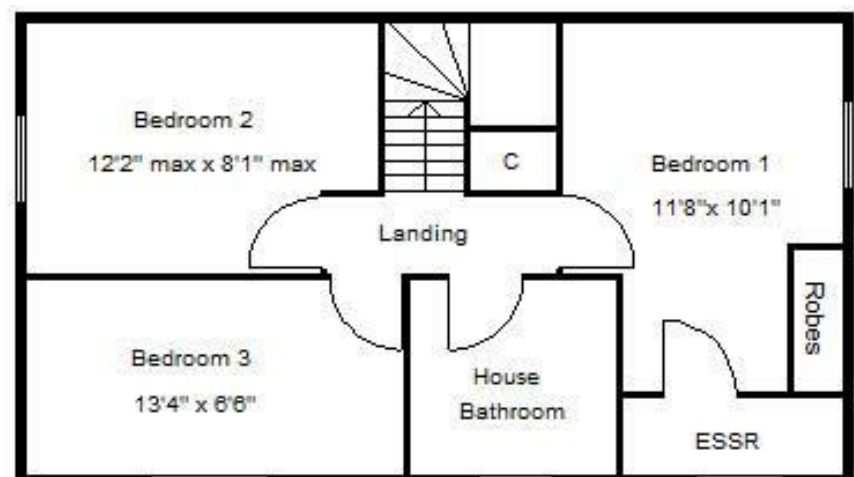 Bedroom 2
12'2" max x 8'1" max
C
Bedroom 1
11'8"x 10'1"
Landing
Robes
Bedroom 3
13'4" x 6'6"
House
Bathroom
ESSR